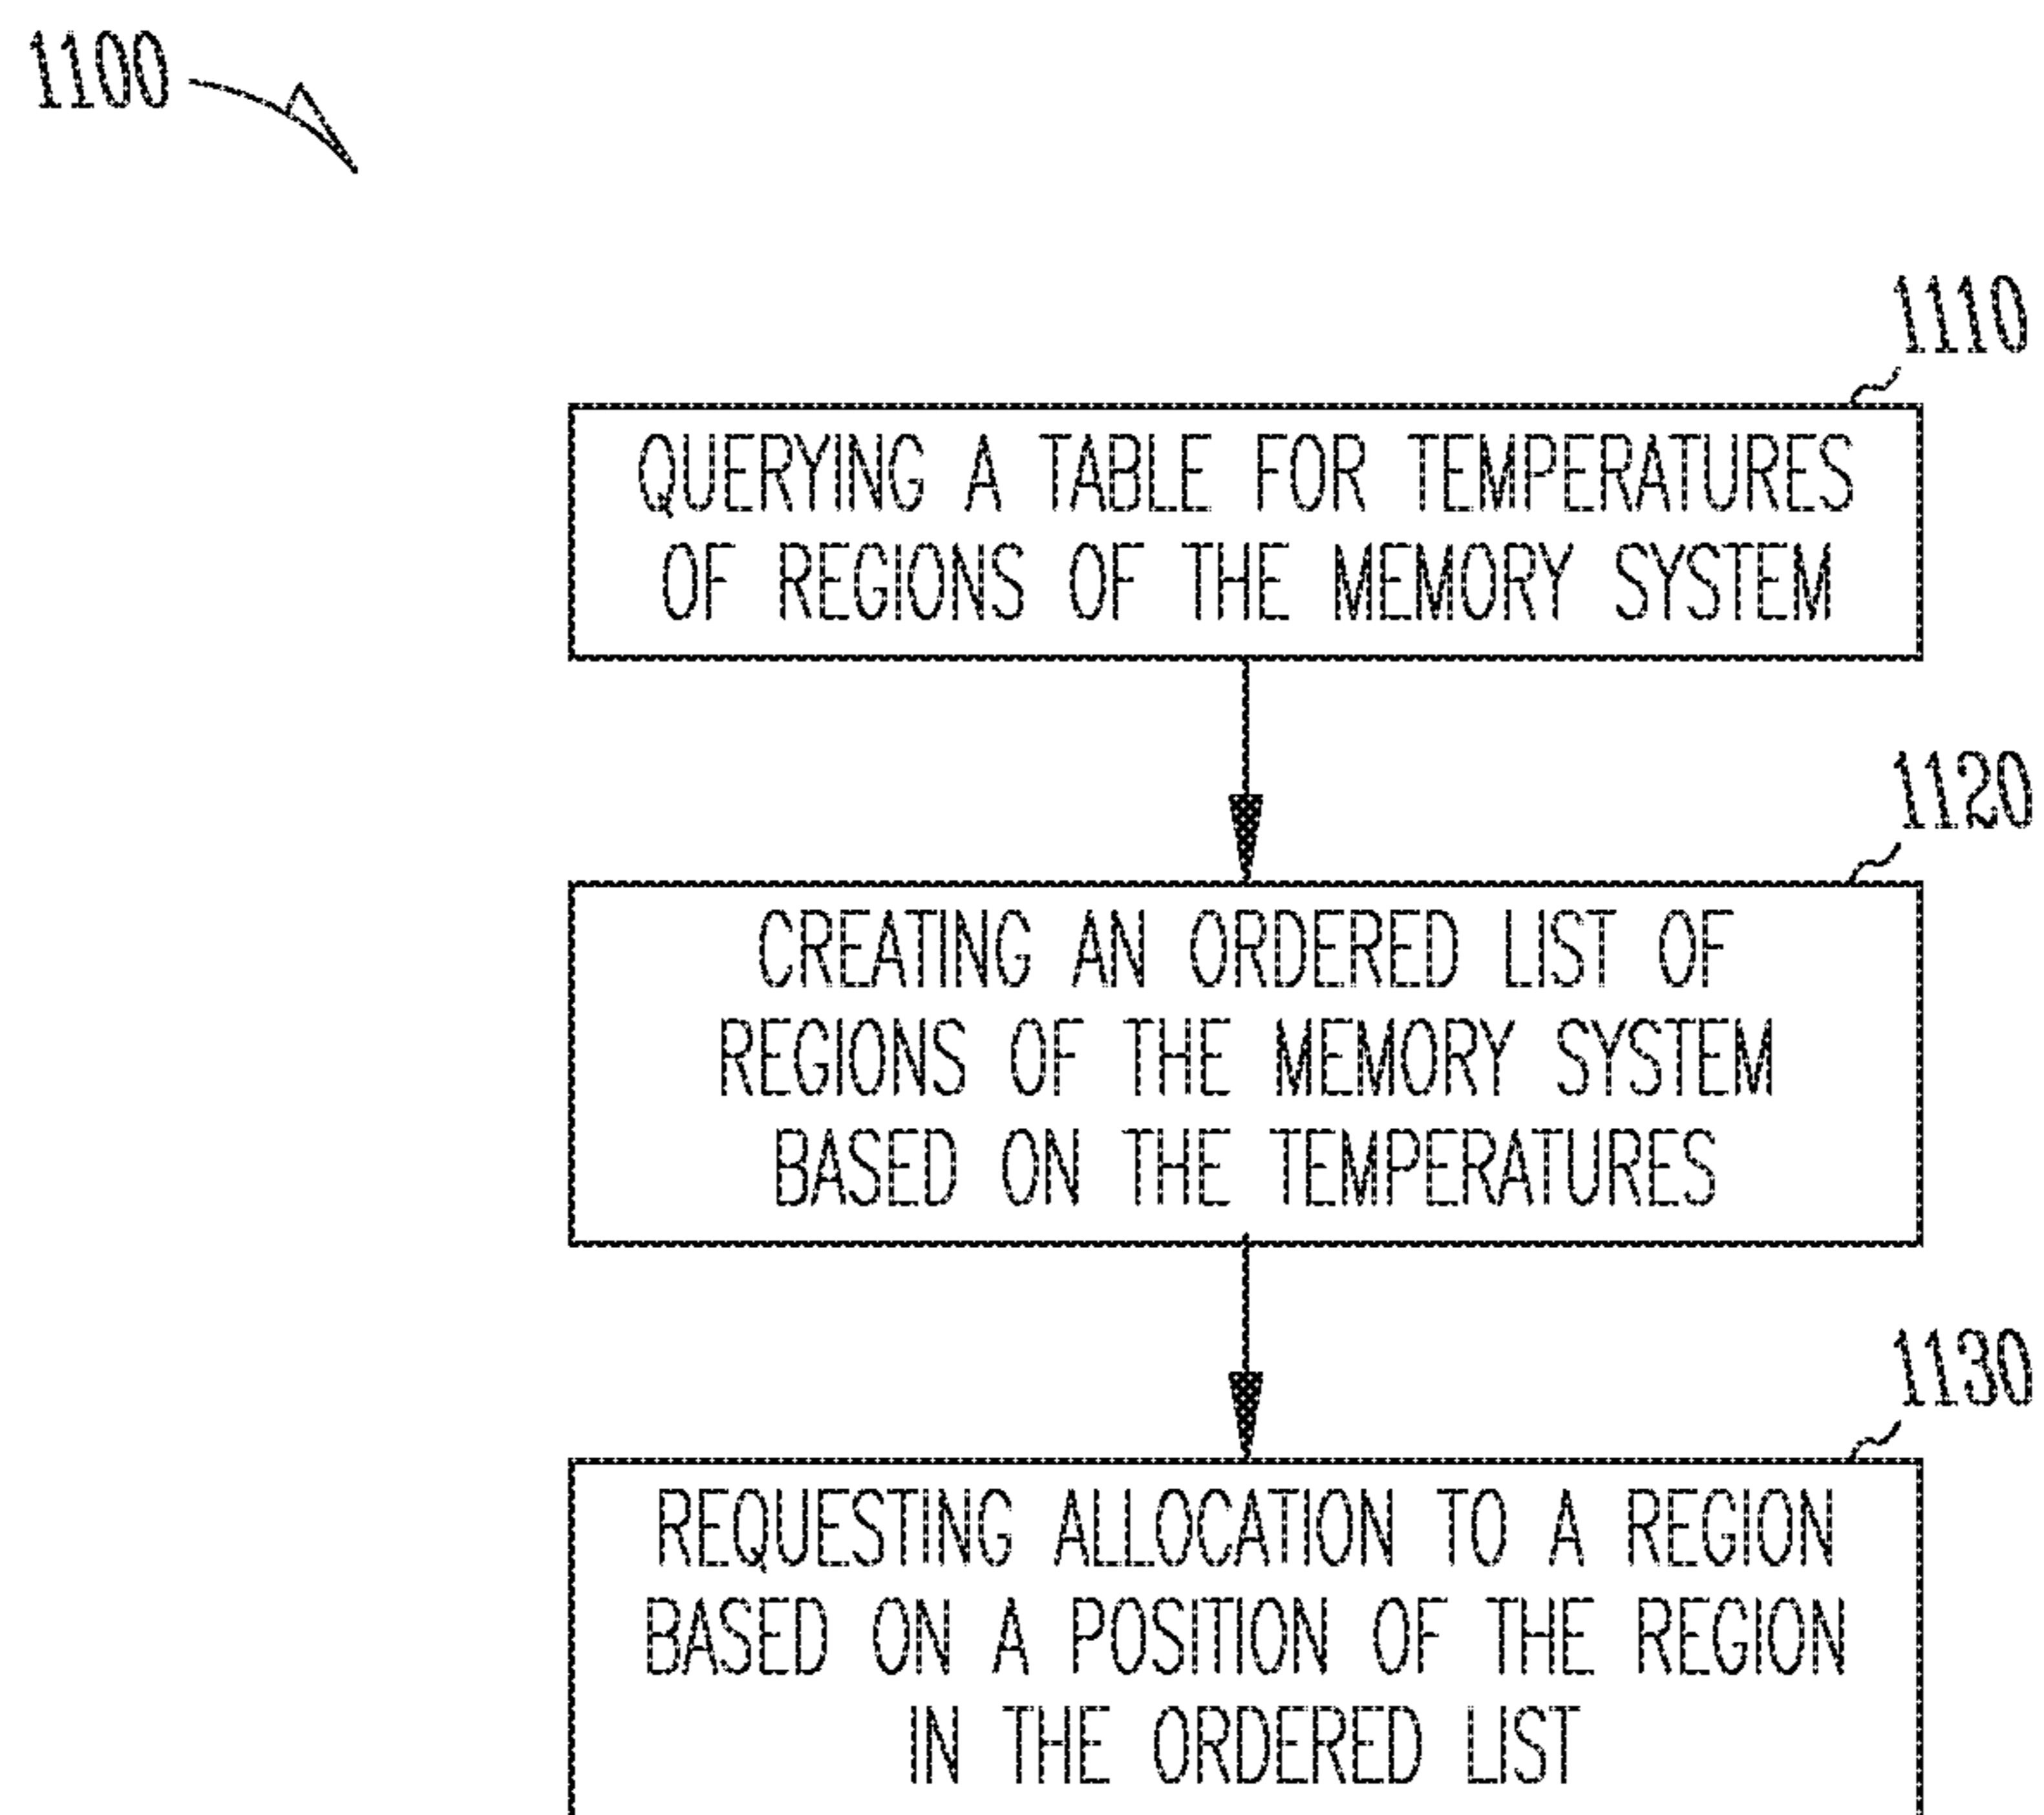 1100
1110
QUERYING A TABLE FOR TEMPERATURES
OF REGIONS OF THE MEMORY SYSTEM
1120
CREATING AN ORDERED LIST OF
REGIONS OF THE MEMORY SYSTEM
BASED ON THE TEMPERATURES
1130
REQUESTING ALLOCATION TO A REGION
BASED ON A POSITION OF THE REGION
IN THE ORDERED LIST